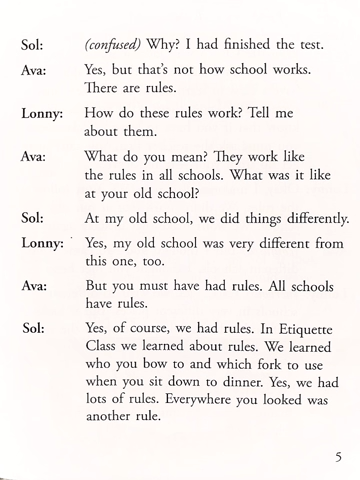 Sol: (confused) Why? I had finished the test.
Ava: Yes, but that's not how school works.
There are rules.
Lonny: How do these rules work? Tell me
about them.
Ava: What do you mean? They work like
the rules in all schools. What was it like
at your old school?
Sol: At my old school, we did things differently.
Lonny: Yes, my old school was very different from
this one, too.
Ava: But you must have had rules. All schools
have rules.
Sol: Yes, of course, we had rules. In Etiquette
Class we learned about rules. We learned
who you bow to and which fork to use
when you sit down to dinner. Yes, we had
lots of rules. Everywhere you looked was
another rule.
5